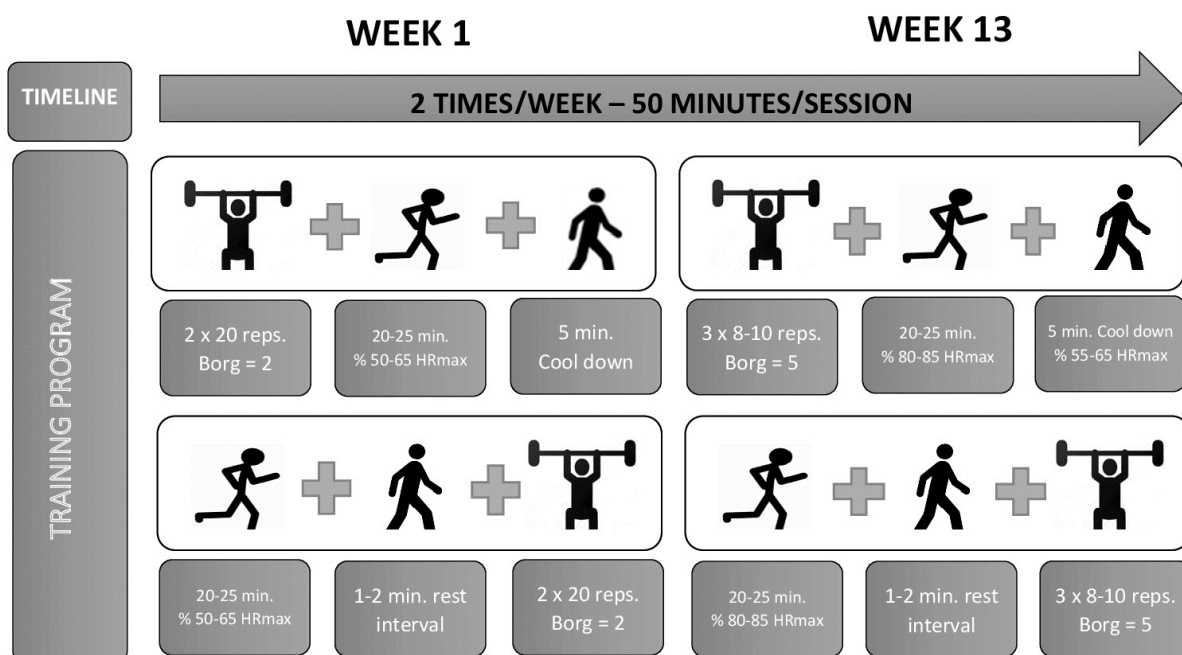 WEEK 1
WEEK 13
TIMELINE
2 TIMES/WEEK – 50 MINUTES/SESSION
TRAINING PROGRAM
2 x 20 reps.
Borg = 2
20-25 min.
% 50-65 HRmax
5 min.
Cool down
3 x 8-10 reps.
Borg = 5
20-25 min.
% 80-85 HRmax
5 min. Cool down
% 55-65 HRmax
20-25 min.
% 50-65 HRmax
1-2 min. rest
interval
2 x 20 reps.
Borg = 2
20-25 min.
% 80-85 HRmax
1-2 min. rest
interval
3 x 8-10 reps.
Borg = 5